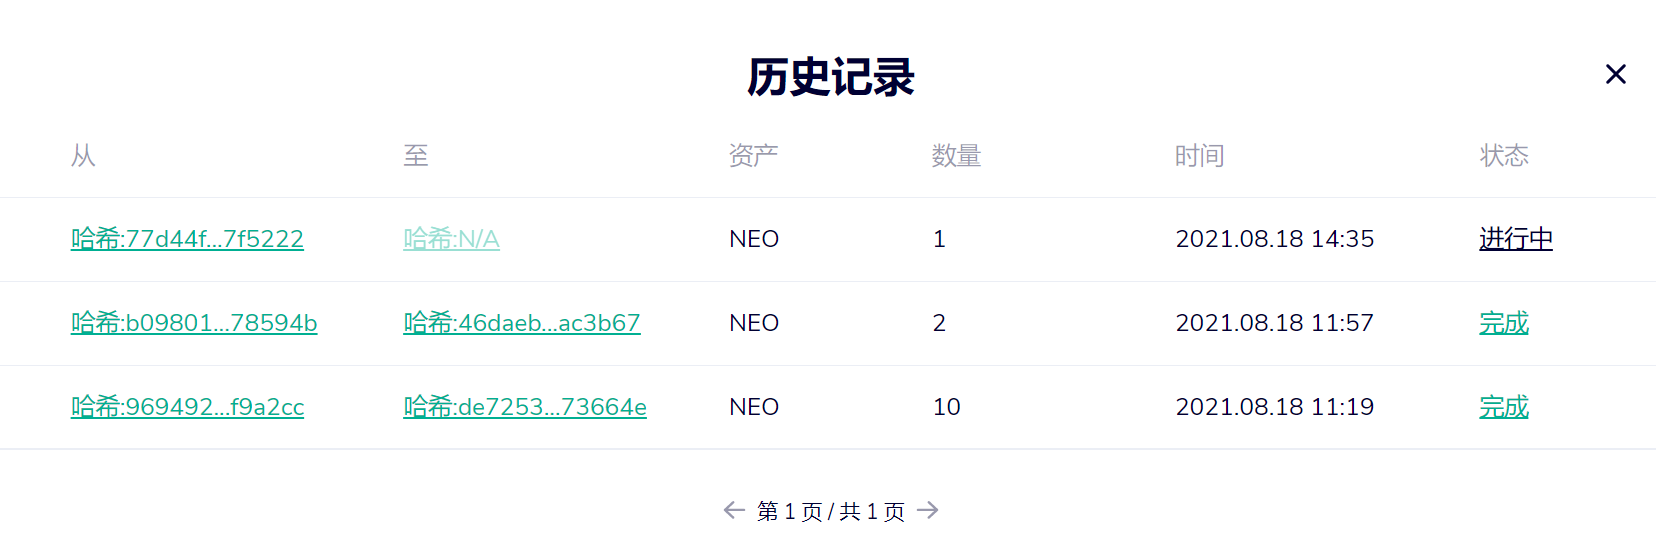 历史记录
从 至 资产 数量 时间 状态
哈希:77d44f...7f5222 哈希:N/A NEO 1 2021.08.18 14:35 进行中
哈希:b09801...78594b 哈希:46daeb...ac3b67 NEO 2 2021.08.18 11:57 完成
哈希:969492...f9a2cc 哈希:de7253...73664e NEO 10 2021.08.18 11:19 完成
第 1 页 / 共 1 页